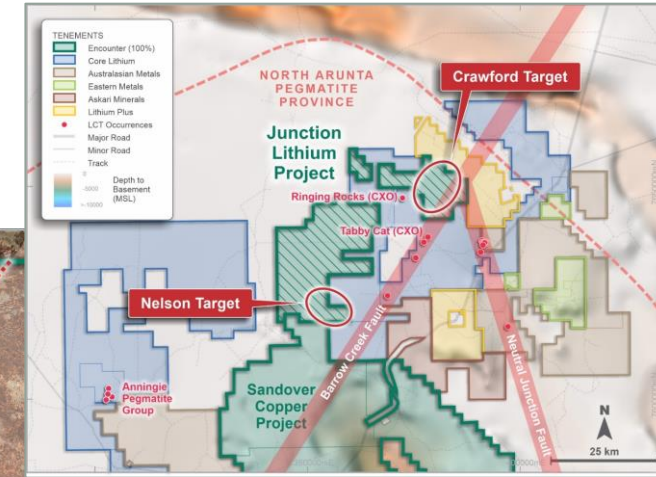 TENEMENTS
Encounter (100%)
Core Lithium
Australasian Metals
Eastern Metals
Askari Minerals
Lithium Plus
LCT Occurrences
Major Road
Minor Road
Track
0
-5000
Depth to
Basement
(MSL)
NORTH ARUNTA
PEGMATITE
PROVINCE
Crawford Target
Junction
Lithium
Project
Ringing Rocks (CXO)
Tabby Cat (CXO)
Nelson Target
Barrow Creek Fault
Neutral Junction Fault
Anningie
Pegmatite
Group
Sandover
Copper
Project
N
25 km